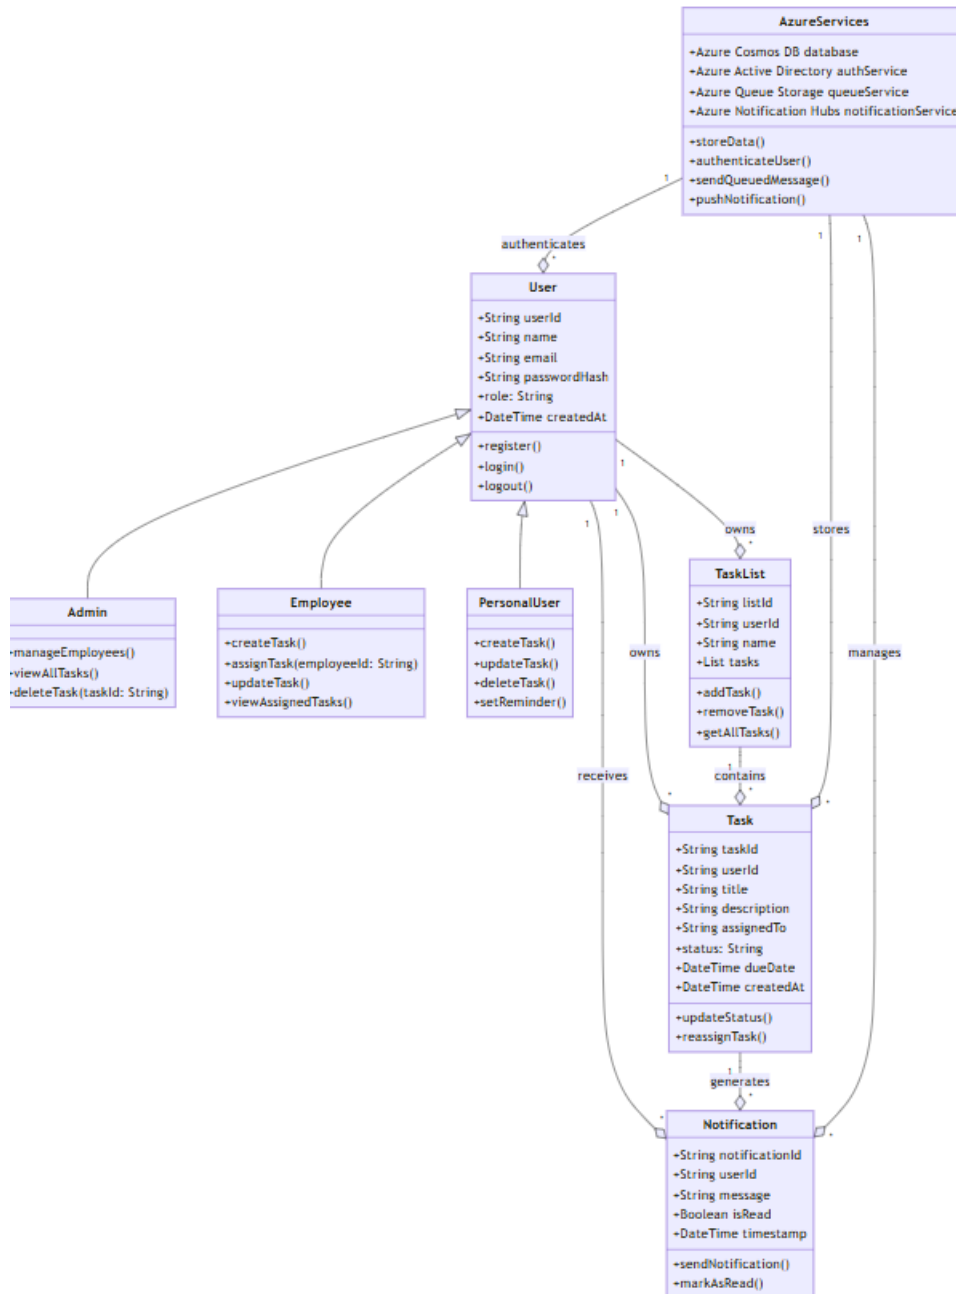 AzureServices
+Azure Cosmos DB database
+Azure Active Directory authService
+Azure Queue Storage queueService
+Azure Notification Hubs notificationService
+storeData()
+authenticateUser()
+sendQueuedMessage()
+pushNotification()
1
1
1
authenticates
*
User
+String userId
+String name
+String email
+String passwordHash
+role: String
+DateTime createdAt
+register()
+login()
+logout()
1
1
1
owns
*
stores
TaskList
+String listId
+String userId
+String name
+List tasks
+addTask()
+removeTask()
+getAllTasks()
Admin
+manageEmployees()
+viewAllTasks()
+deleteTask(taskId: String)
Employee
+createTask()
+assignTask(employeeId: String)
+updateTask()
+viewAssignedTasks()
PersonalUser
+createTask()
+updateTask()
+deleteTask()
+setReminder()
owns
manages
receives
1
contains
*
*
*
Task
+String taskId
+String userId
+String title
+String description
+String assignedTo
+status: String
+DateTime dueDate
+DateTime createdAt
+updateStatus()
+reassignTask()
1
generates
*
*
*
Notification
+String notificationId
+String userId
+String message
+Boolean isRead
+DateTime timestamp
+sendNotification()
+markAsRead()